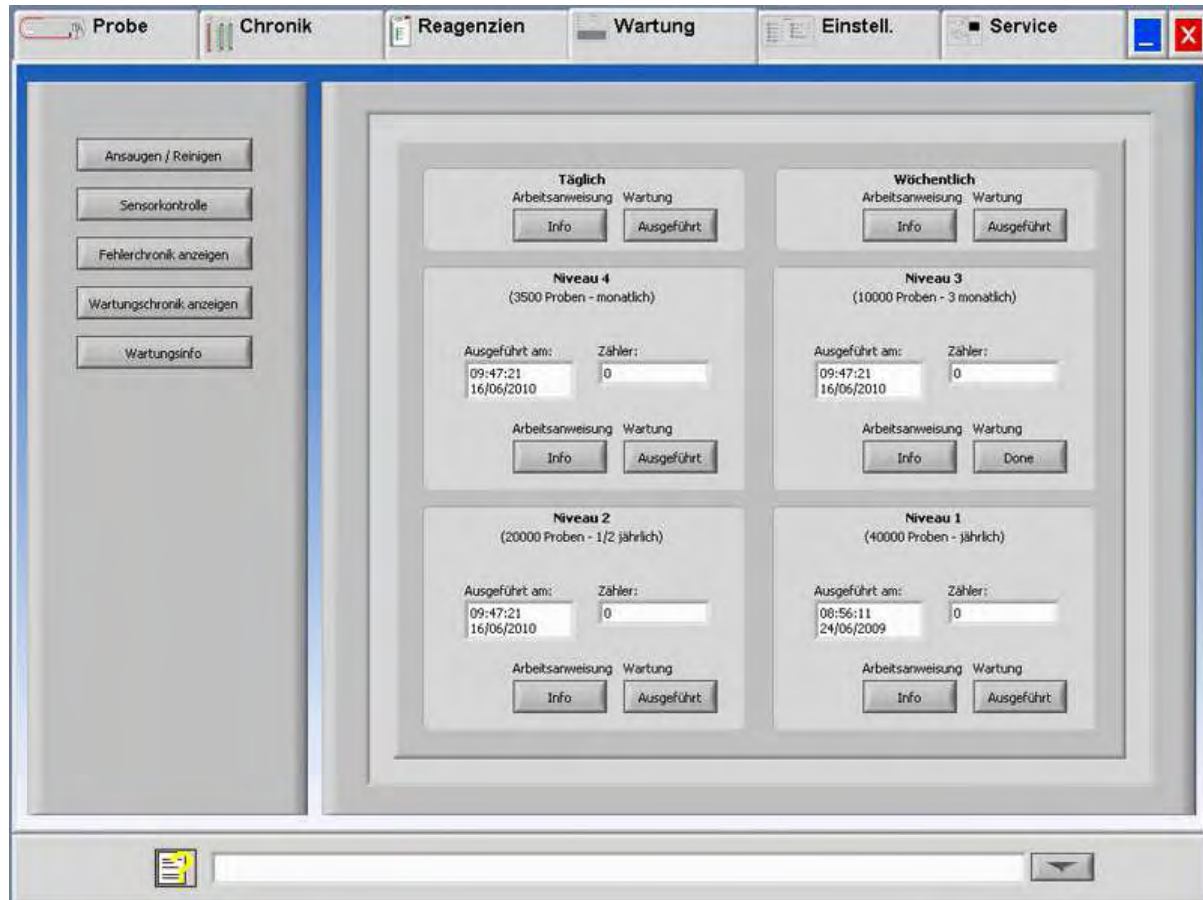 Probe
Chronik
Reagenzien
Wartung
Einstell.
Service
X
Ansaugen / Reinigen
Sensorkontrolle
Fehlerchronik anzeigen
Wartungschronik anzeigen
Wartungsinfo
Täglich
Arbeitsanweisung Wartung
Info Ausgeführt
Wöchentlich
Arbeitsanweisung Wartung
Info Ausgeführt
Niveau 4
(3500 Proben - monatlich)
Ausgeführt am: Zähler:
09:47:21 0
16/06/2010
Arbeitsanweisung Wartung
Info Ausgeführt
Niveau 3
(10000 Proben - 3 monatlich)
Ausgeführt am: Zähler:
09:47:21 0
16/06/2010
Arbeitsanweisung Wartung
Info Done
Niveau 2
(20000 Proben - 1/2 jährlich)
Ausgeführt am: Zähler:
09:47:21 0
16/06/2010
Arbeitsanweisung Wartung
Info Ausgeführt
Niveau 1
(40000 Proben - jährlich)
Ausgeführt am: Zähler:
08:56:11 0
24/06/2009
Arbeitsanweisung Wartung
Info Ausgeführt
?